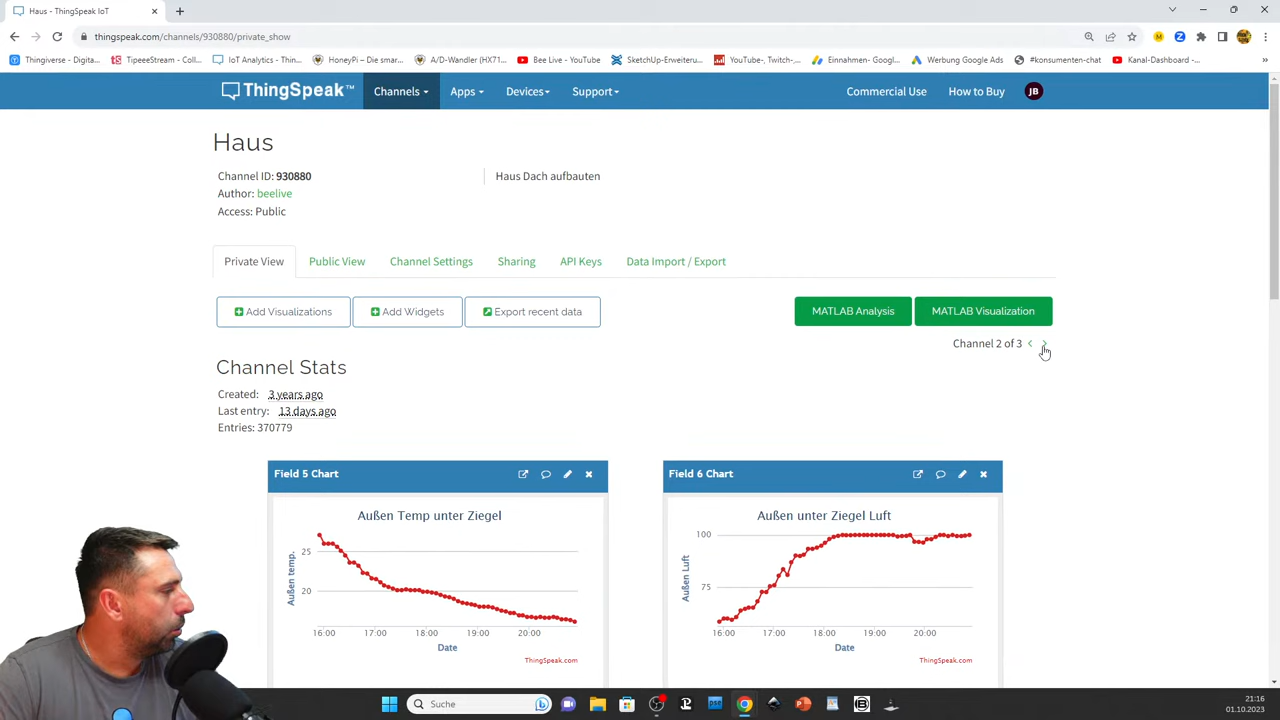 Haus - ThingSpeak IoT
thingspeak.com/channels/930880/private_show
Thingiverse - Digita...
TipeeeStream - Coll...
IoT Analytics - Thin...
HoneyPi – Die smar...
A/D-Wandler (HX71...
Bee Live - YouTube
SketchUp-Erweiteru...
YouTube-, Twitch-,...
Einnahmen- Googl...
Werbung Google Ads
#konsumenten-chat
Kanal-Dashboard -...
ThingSpeak™
Channels
Apps
Devices
Support
Commercial Use
How to Buy
JB
Haus
Channel ID: 930880
Author: beelive
Access: Public
Haus Dach aufbauten
Private View
Public View
Channel Settings
Sharing
API Keys
Data Import / Export
Add Visualizations
Add Widgets
Export recent data
MATLAB Analysis
MATLAB Visualization
Channel 2 of 3
Channel Stats
Created: 3 years ago
Last entry: 13 days ago
Entries: 370779
Field 5 Chart
Außen Temp unter Ziegel
Außen temp.
25
20
16:00 17:00 18:00 19:00 20:00
Date
ThingSpeak.com
Field 6 Chart
Außen unter Ziegel Luft
Außen Luft
100
75
16:00 17:00 18:00 19:00 20:00
Date
ThingSpeak.com
Suche
21:16
01.10.2023